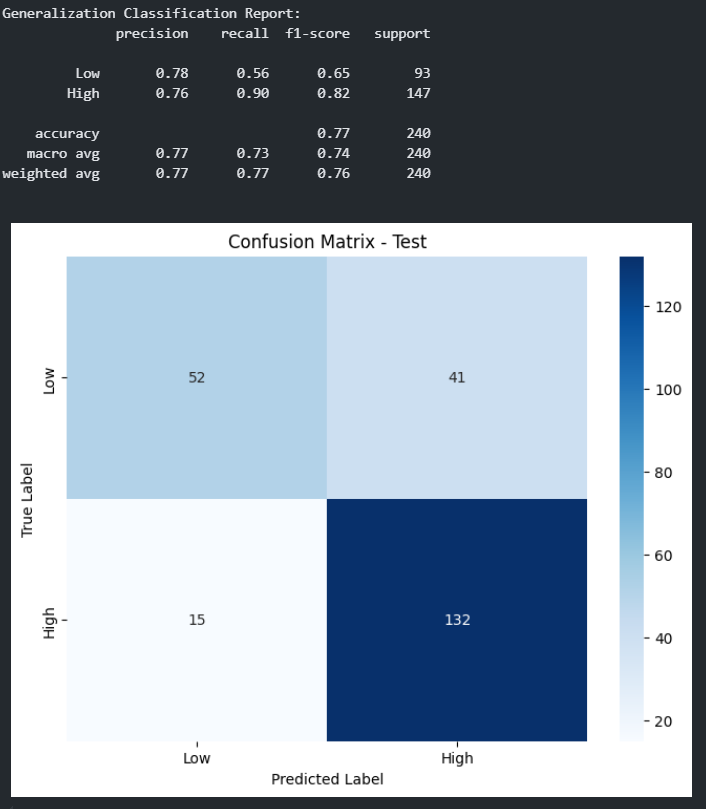 Generalization Classification Report:
precision recall f1-score support
Low 0.78 0.56 0.65 93
High 0.76 0.90 0.82 147
accuracy 0.77 240
macro avg 0.77 0.73 0.74 240
weighted avg 0.77 0.77 0.76 240
Confusion Matrix - Test
True Label
Low
High
52 41
15 132
Low High
Predicted Label
120
100
80
60
40
20